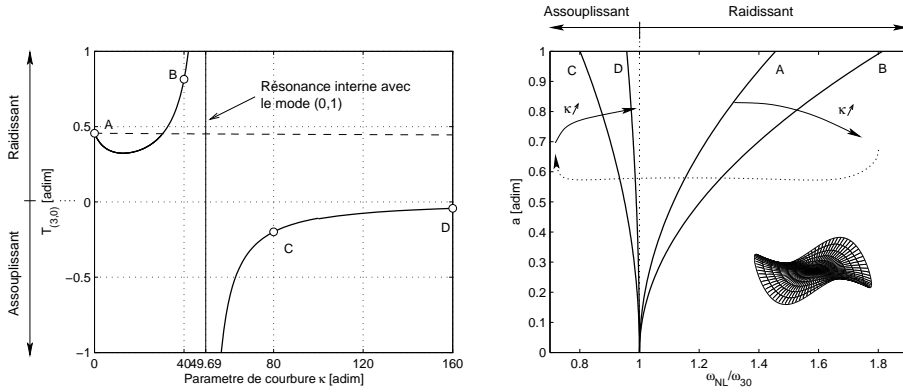 Assouplissant
Raidissant
1
B
Résonance interne avec
le mode (0,1)
A
0.5
0
−0.5
−1
C
D
T(3,0) [adim]
Raidissant
Assouplissant
0
40
49.69
80
120
160
Parametre de courbure κ [adim]
1
0.9
0.8
0.7
0.6
0.5
0.4
0.3
0.2
0.1
0
a [adim]
C
D
A
B
κ
κ
0.8
1
1.2
1.4
1.6
1.8
ωNL/ω30